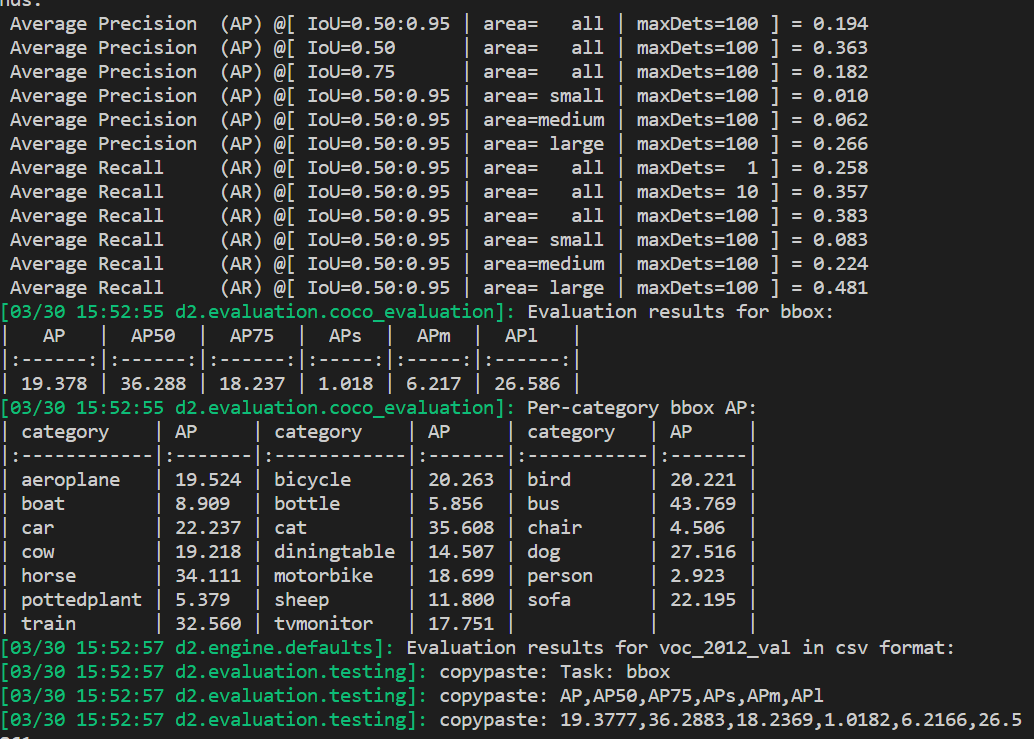 nds.
Average Precision  (AP) @[ IoU=0.50:0.95 | area=   all | maxDets=100 ] = 0.194
Average Precision  (AP) @[ IoU=0.50      | area=   all | maxDets=100 ] = 0.363
Average Precision  (AP) @[ IoU=0.75      | area=   all | maxDets=100 ] = 0.182
Average Precision  (AP) @[ IoU=0.50:0.95 | area= small | maxDets=100 ] = 0.010
Average Precision  (AP) @[ IoU=0.50:0.95 | area=medium | maxDets=100 ] = 0.062
Average Precision  (AP) @[ IoU=0.50:0.95 | area= large | maxDets=100 ] = 0.266
Average Recall     (AR) @[ IoU=0.50:0.95 | area=   all | maxDets=  1 ] = 0.258
Average Recall     (AR) @[ IoU=0.50:0.95 | area=   all | maxDets= 10 ] = 0.357
Average Recall     (AR) @[ IoU=0.50:0.95 | area=   all | maxDets=100 ] = 0.383
Average Recall     (AR) @[ IoU=0.50:0.95 | area= small | maxDets=100 ] = 0.083
Average Recall     (AR) @[ IoU=0.50:0.95 | area=medium | maxDets=100 ] = 0.224
Average Recall     (AR) @[ IoU=0.50:0.95 | area= large | maxDets=100 ] = 0.481
[03/30 15:52:55 d2.evaluation.coco_evaluation]: Evaluation results for bbox:
|   AP   |  AP50  |  AP75  |  APs  |  APm  |  APl   |
|:------:|:------:|:------:|:-----:|:-----:|:------:|
| 19.378 | 36.288 | 18.237 | 1.018 | 6.217 | 26.586 |
[03/30 15:52:55 d2.evaluation.coco_evaluation]: Per-category bbox AP:
| category    | AP     | category    | AP     | category   | AP     |
|:------------|:-------|:------------|:-------|:-----------|:-------|
| aeroplane   | 19.524 | bicycle     | 20.263 | bird       | 20.221 |
| boat        | 8.909  | bottle      | 5.856  | bus        | 43.769 |
| car         | 22.237 | cat         | 35.608 | chair      | 4.506  |
| cow         | 19.218 | diningtable | 14.507 | dog        | 27.516 |
| horse       | 34.111 | motorbike   | 18.699 | person     | 2.923  |
| pottedplant | 5.379  | sheep       | 11.800 | sofa       | 22.195 |
| train       | 32.560 | tvmonitor   | 17.751 |            |        |
[03/30 15:52:57 d2.engine.defaults]: Evaluation results for voc_2012_val in csv format:
[03/30 15:52:57 d2.evaluation.testing]: copypaste: Task: bbox
[03/30 15:52:57 d2.evaluation.testing]: copypaste: AP,AP50,AP75,APs,APm,APl
[03/30 15:52:57 d2.evaluation.testing]: copypaste: 19.3777,36.2883,18.2369,1.0182,6.2166,26.5